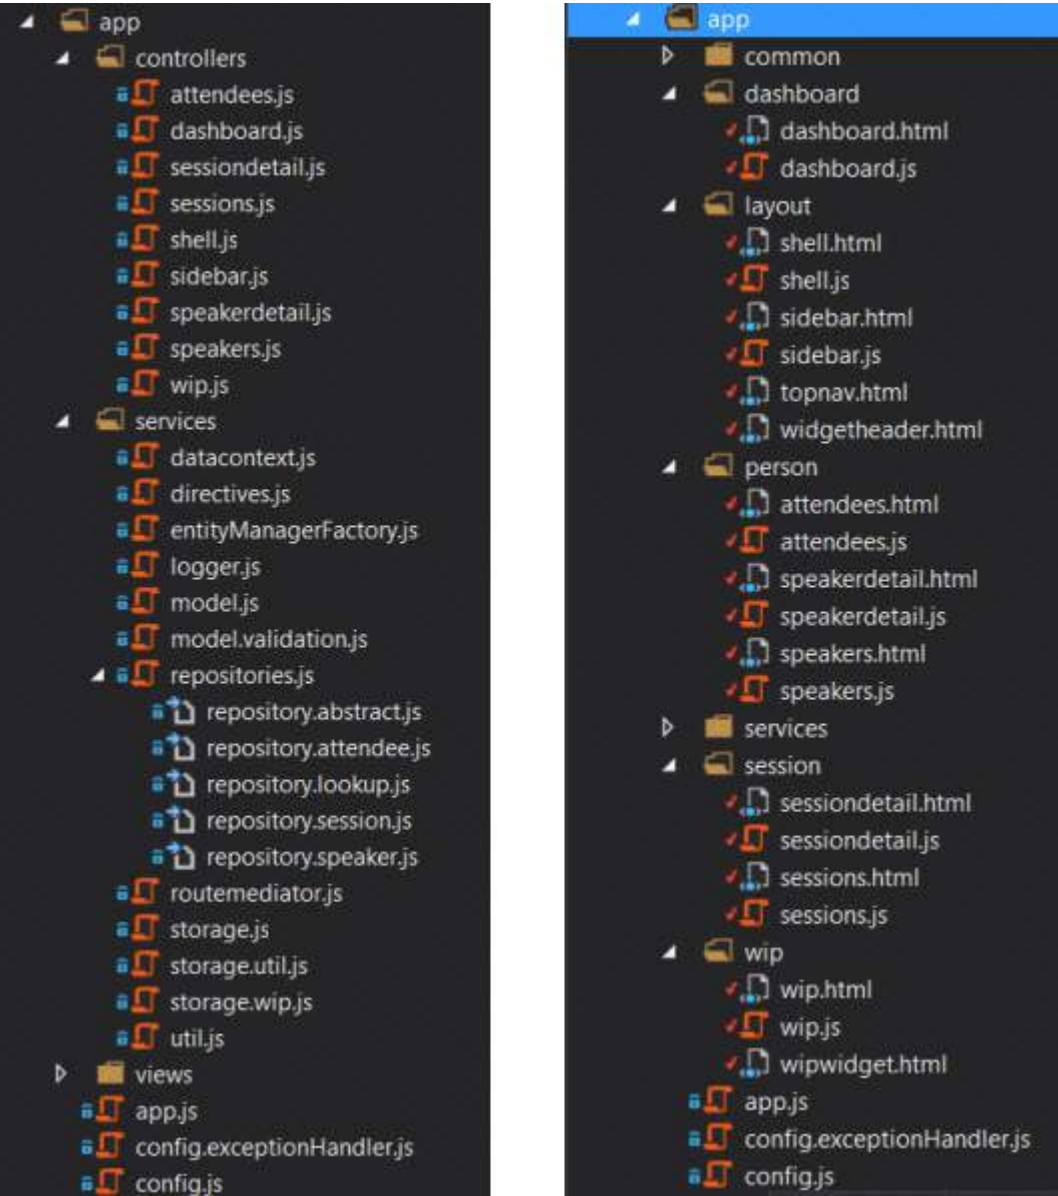 app
controllers
attendees.js
dashboard.js
sessiondetail.js
sessions.js
shell.js
sidebar.js
speakerdetail.js
speakers.js
wip.js
services
datacontext.js
directives.js
entityManagerFactory.js
logger.js
model.js
model.validation.js
repositories.js
repository.abstract.js
repository.attendee.js
repository.lookup.js
repository.session.js
repository.speaker.js
routemediator.js
storage.js
storage.util.js
storage.wip.js
util.js
views
app.js
config.exceptionHandler.js
config.js
app
common
dashboard
dashboard.html
dashboard.js
layout
shell.html
shell.js
sidebar.html
sidebar.js
topnav.html
widgetheader.html
person
attendees.html
attendees.js
speakerdetail.html
speakerdetail.js
speakers.html
speakers.js
services
session
sessiondetail.html
sessiondetail.js
sessions.html
sessions.js
wip
wip.html
wip.js
wipwidget.html
app.js
config.exceptionHandler.js
config.js